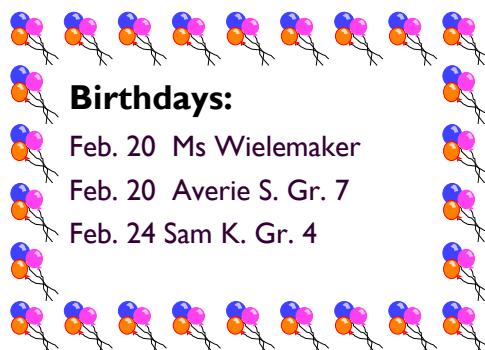 Birthdays:
Feb. 20 Ms Wielemaker
Feb. 20 Averie S. Gr. 7
Feb. 24 Sam K. Gr. 4